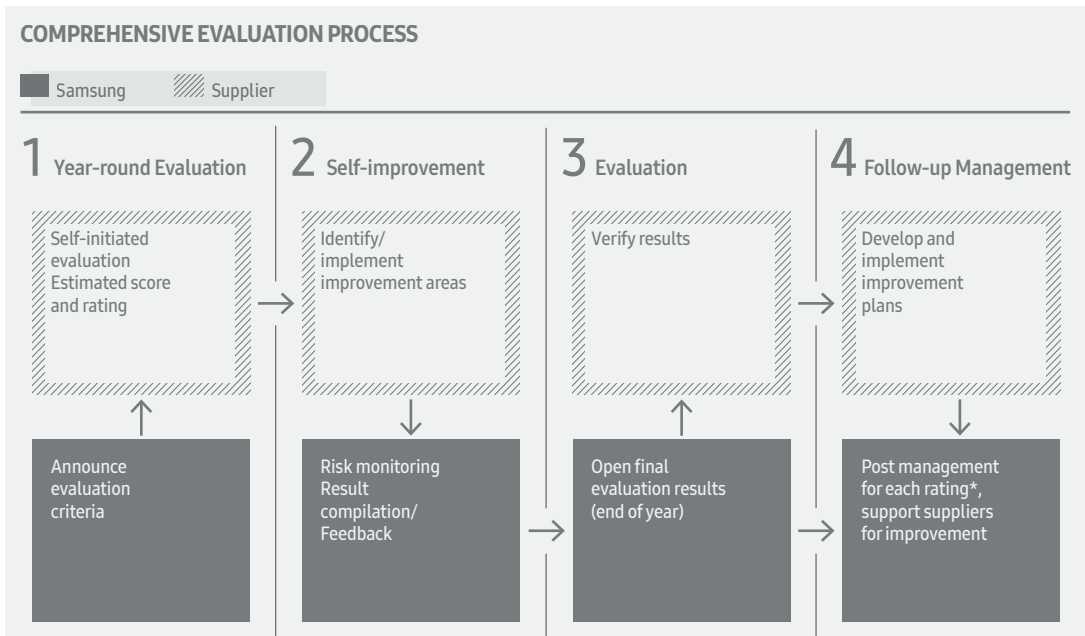 COMPREHENSIVE EVALUATION PROCESS
Samsung
Supplier
1 Year-round Evaluation
Self-initiated
evaluation
Estimated score
and rating
Announce
evaluation
criteria
2 Self-improvement
Identify/
implement
improvement areas
Risk monitoring
Result
compilation/
Feedback
3 Evaluation
Verify results
Open final
evaluation results
(end of year)
4 Follow-up Management
Develop and
implement
improvement
plans
Post management
for each rating*,
support suppliers
for improvement